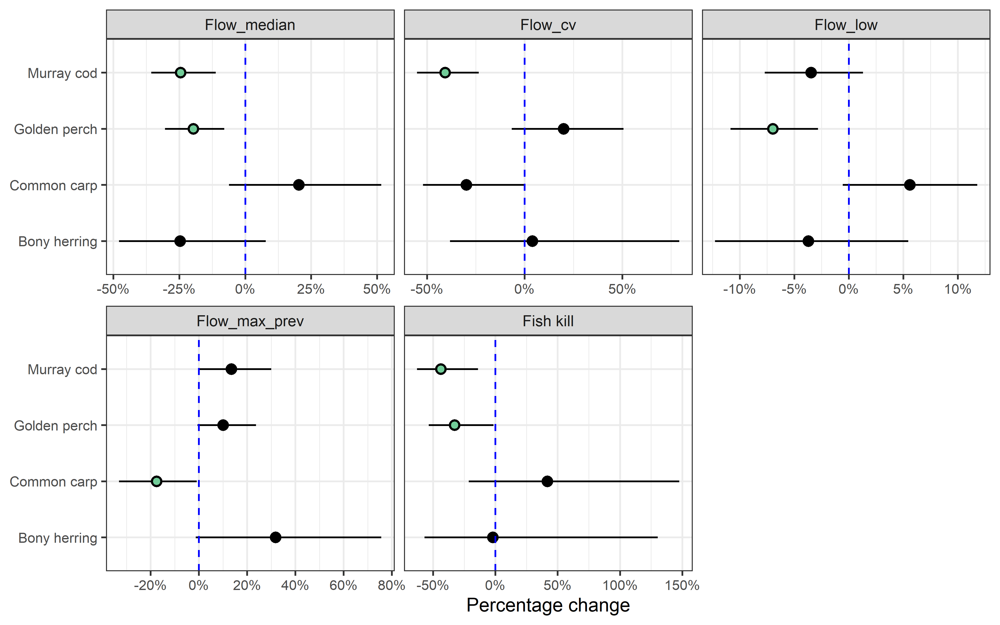 Flow_median
Flow_cv
Flow_low
Murray cod
Golden perch
Common carp
Bony herring
-50% -25% 0% 25% 50%
-50% 0% 50%
-10% -5% 0% 5% 10%
Flow_max_prev
Fish kill
Murray cod
Golden perch
Common carp
Bony herring
-20% 0% 20% 40% 60% 80%
-50% 0% 50% 100% 150%
Percentage change